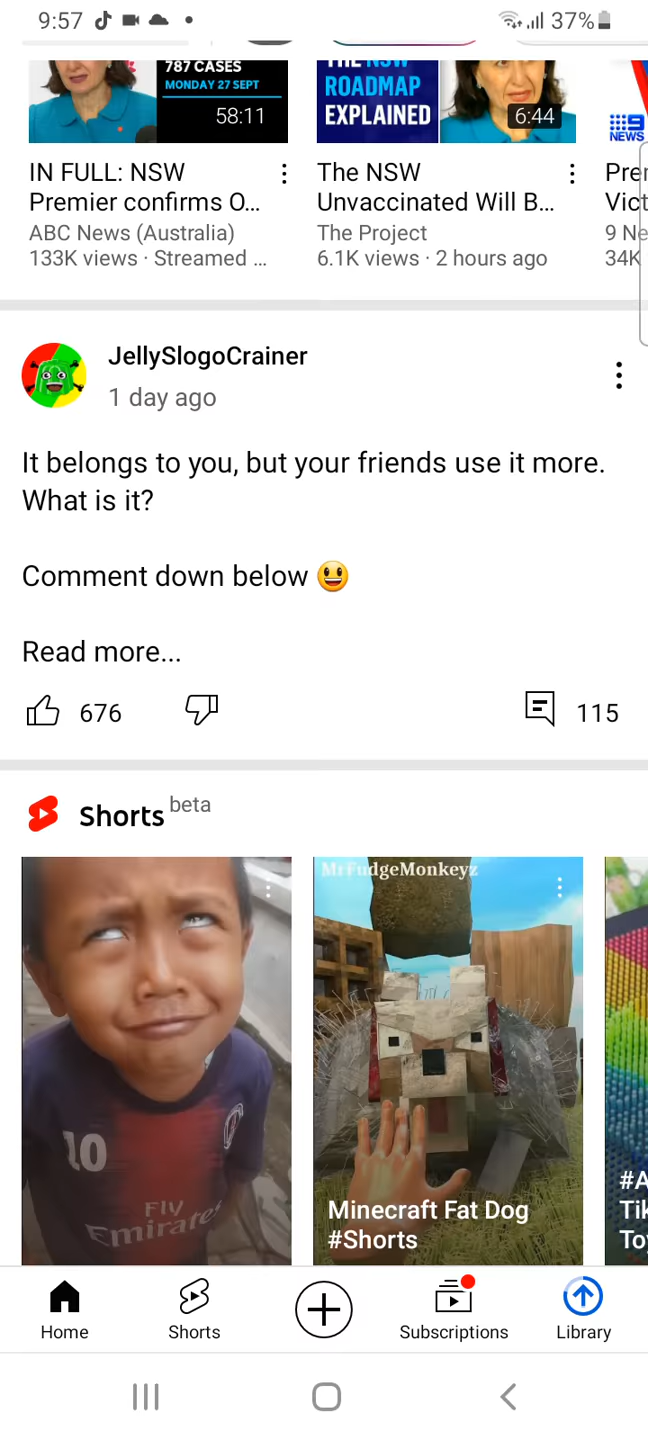 9:57
37%
787 CASES
MONDAY 27 SEPT
58:11
THE NSW
ROADMAP
EXPLAINED
6:44
9
NEWS
IN FULL: NSW
Premier confirms O...
ABC News (Australia)
133K views · Streamed ...
The NSW
Unvaccinated Will B...
The Project
6.1K views · 2 hours ago
Pre
Vict
9 Ne
34K
JellySlogoCrainer
1 day ago
It belongs to you, but your friends use it more.
What is it?
Comment down below 😃
Read more...
676
115
Shorts beta
10
Fly
Emirates
MrFudgeMonkeyz
Minecraft Fat Dog
#Shorts
#A
Tik
Toy
Home
Shorts
Subscriptions
Library